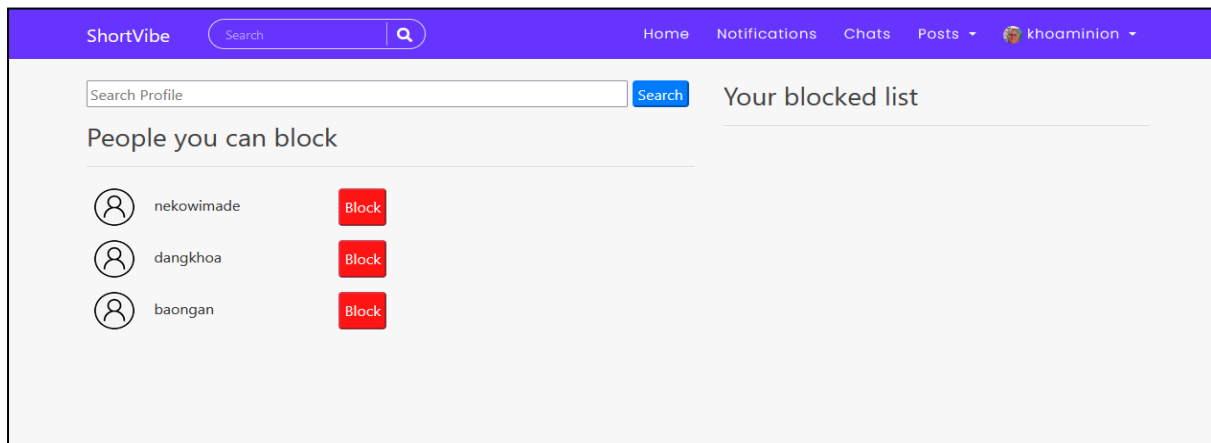 ShortVibe Search Home Notifications Chats Posts khoaminion
Search Profile Search
People you can block
nekowimade Block
dangkhoa Block
baongan Block
Your blocked list